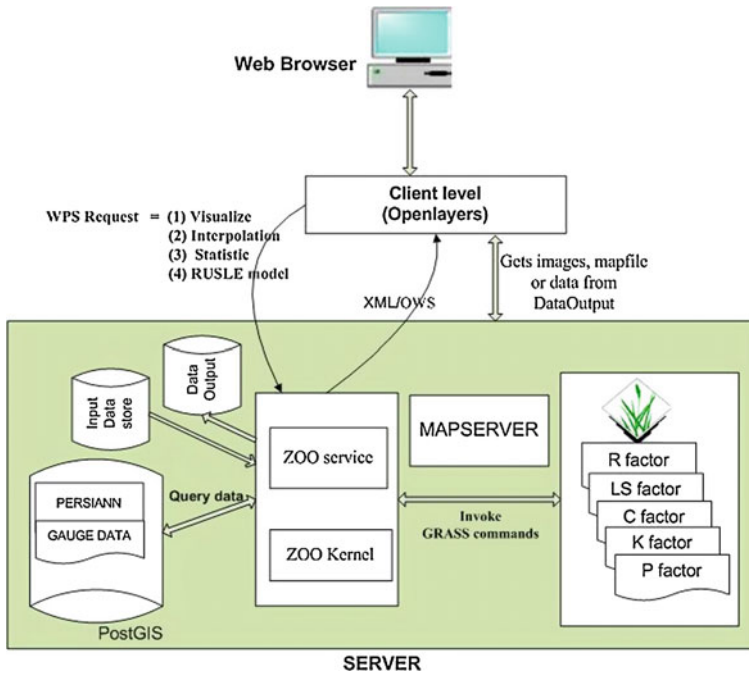 Web Browser
Client level
(Openlayers)
WPS Request = (1) Visualize
(2) Interpolation
(3) Statistic
(4) RUSLE model
XML/OWS
Gets images, mapfile
or data from
DataOutput
Data
Output
Input
Data
store
ZOO service
MAPSERVER
R factor
LS factor
C factor
K factor
P factor
PERSIANN
GAUGE DATA
Query data
Invoke
GRASS commands
ZOO Kernel
PostGIS
SERVER